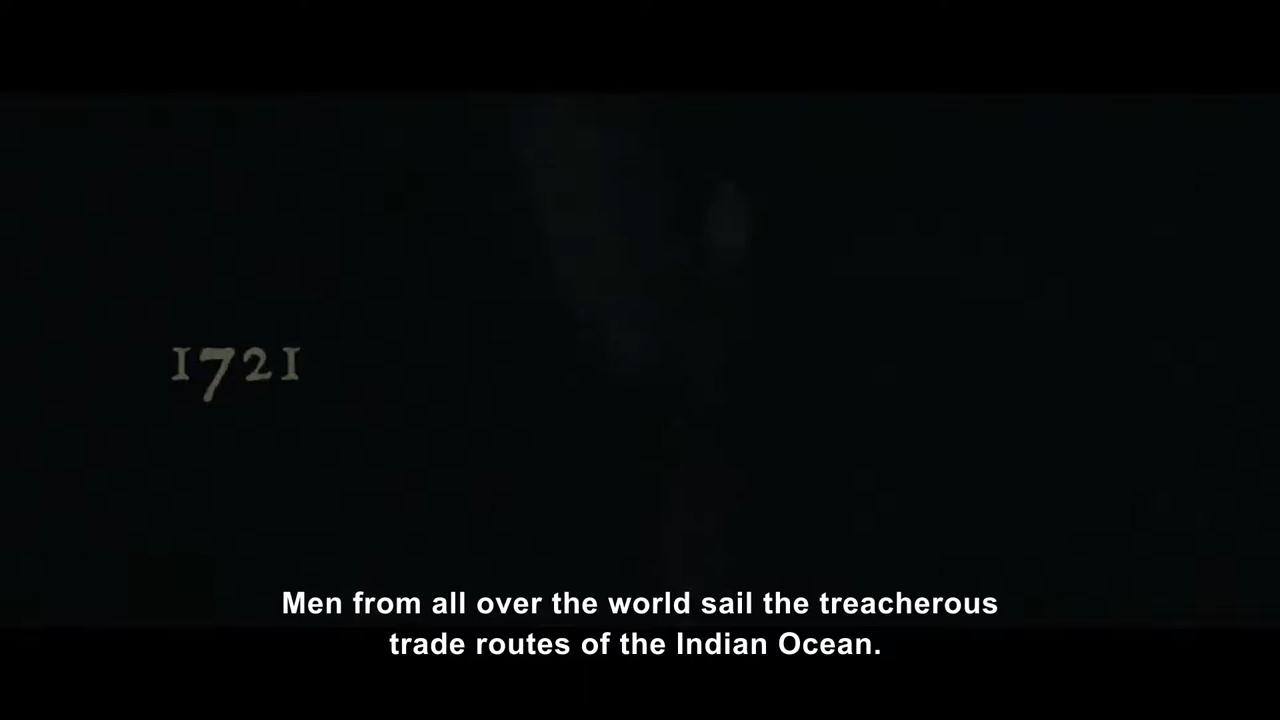 1721
Men from all over the world sail the treacherous
trade routes of the Indian Ocean.